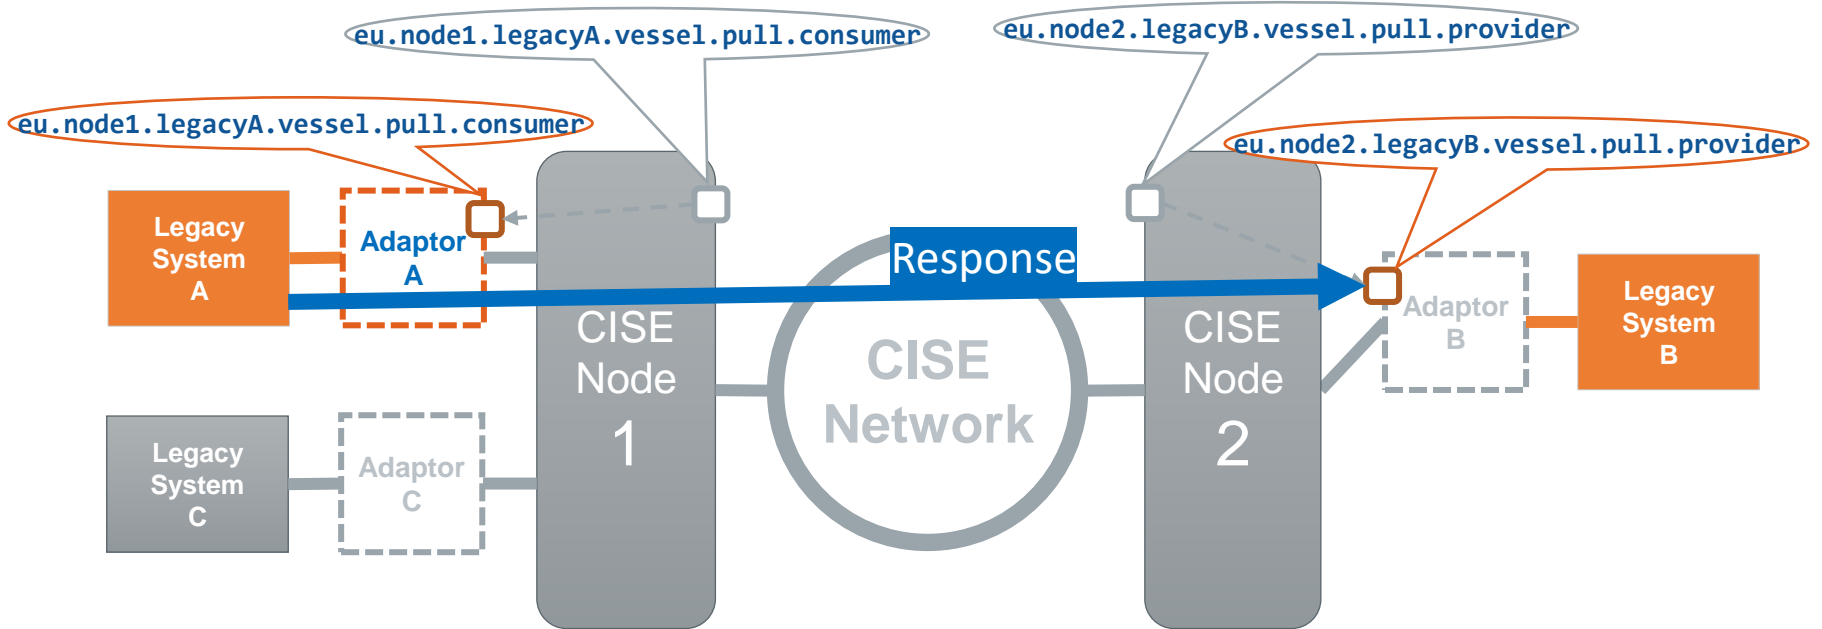 eu.node1.legacyA.vessel.pull.consumer
eu.node2.legacyB.vessel.pull.provider
eu.node1.legacyA.vessel.pull.consumer
eu.node2.legacyB.vessel.pull.provider
Legacy
System
A
Adaptor
A
Response
CISE
Node
1
CISE
Network
CISE
Node
2
Adaptor
B
Legacy
System
B
Legacy
System
C
Adaptor
C